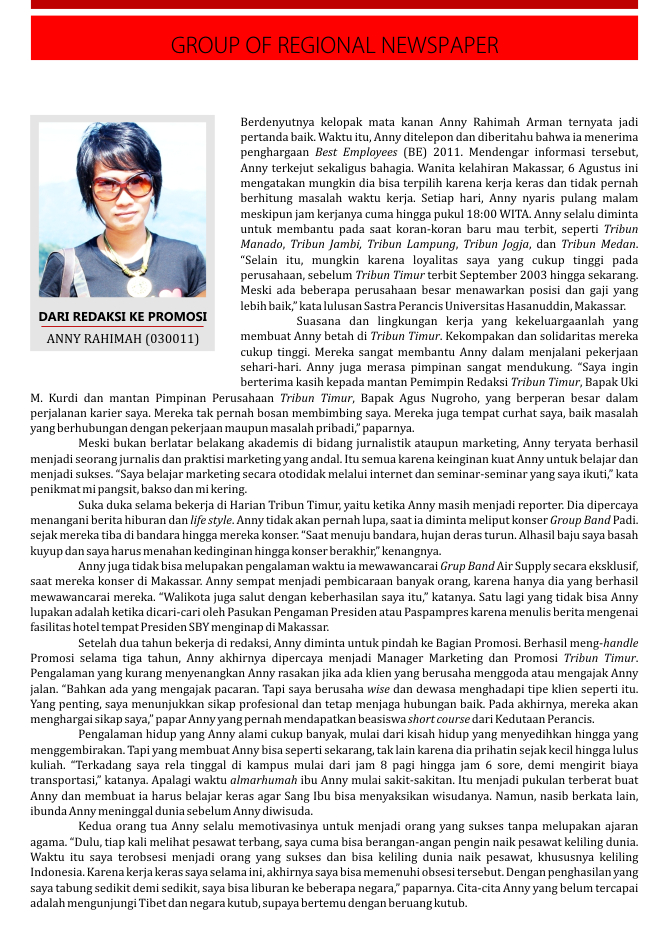 GROUP OF REGIONAL NEWSPAPER
DARI REDAKSI KE PROMOSI
ANNY RAHIMAH (030011)
Berdenyutnya kelopak mata kanan Anny Rahimah Arman ternyata jadi
pertanda baik. Waktu itu, Anny ditelepon dan diberitahu bahwa ia menerima
penghargaan Best Employees (BE) 2011. Mendengar informasi tersebut,
Anny terkejut sekaligus bahagia. Wanita kelahiran Makassar, 6 Agustus ini
mengatakan mungkin dia bisa terpilih karena kerja keras dan tidak pernah
berhitung masalah waktu kerja. Setiap hari, Anny nyaris pulang malam
meskipun jam kerjanya cuma hingga pukul 18:00 WITA. Anny selalu diminta
untuk membantu pada saat koran-koran baru mau terbit, seperti Tribun
Manado, Tribun Jambi, Tribun Lampung, Tribun Jogja, dan Tribun Medan.
“Selain itu, mungkin karena loyalitas saya yang cukup tinggi pada
perusahaan, sebelum Tribun Timur terbit September 2003 hingga sekarang.
Meski ada beberapa perusahaan besar menawarkan posisi dan gaji yang
lebih baik,” kata lulusan Sastra Perancis Universitas Hasanuddin, Makassar.
Suasana dan lingkungan kerja yang kekeluargaanlah yang
membuat Anny betah di Tribun Timur. Kekompakan dan solidaritas mereka
cukup tinggi. Mereka sangat membantu Anny dalam menjalani pekerjaan
sehari-hari. Anny juga merasa pimpinan sangat mendukung. “Saya ingin
berterima kasih kepada mantan Pemimpin Redaksi Tribun Timur, Bapak Uki
M. Kurdi dan mantan Pimpinan Perusahaan Tribun Timur, Bapak Agus Nugroho, yang berperan besar dalam
perjalanan karier saya. Mereka tak pernah bosan membimbing saya. Mereka juga tempat curhat saya, baik masalah
yang berhubungan dengan pekerjaan maupun masalah pribadi,” paparnya.
Meski bukan berlatar belakang akademis di bidang jurnalistik ataupun marketing, Anny teryata berhasil
menjadi seorang jurnalis dan praktisi marketing yang andal. Itu semua karena keinginan kuat Anny untuk belajar dan
menjadi sukses. “Saya belajar marketing secara otodidak melalui internet dan seminar-seminar yang saya ikuti,” kata
penikmat mi pangsit, bakso dan mi kering.
Suka duka selama bekerja di Harian Tribun Timur, yaitu ketika Anny masih menjadi reporter. Dia dipercaya
menangani berita hiburan dan life style. Anny tidak akan pernah lupa, saat ia diminta meliput konser Group Band Padi.
sejak mereka tiba di bandara hingga mereka konser. “Saat menuju bandara, hujan deras turun. Alhasil baju saya basah
kuyup dan saya harus menahan kedinginan hingga konser berakhir,” kenangnya.
Anny juga tidak bisa melupakan pengalaman waktu ia mewawancarai Grup Band Air Supply secara eksklusif,
saat mereka konser di Makassar. Anny sempat menjadi pembicaraan banyak orang, karena hanya dia yang berhasil
mewawancarai mereka. “Walikota juga salut dengan keberhasilan saya itu,” katanya. Satu lagi yang tidak bisa Anny
lupakan adalah ketika dicari-cari oleh Pasukan Pengaman Presiden atau Paspampres karena menulis berita mengenai
fasilitas hotel tempat Presiden SBY menginap di Makassar.
Setelah dua tahun bekerja di redaksi, Anny diminta untuk pindah ke Bagian Promosi. Berhasil meng-handle
Promosi selama tiga tahun, Anny akhirnya dipercaya menjadi Manager Marketing dan Promosi Tribun Timur.
Pengalaman yang kurang menyenangkan Anny rasakan jika ada klien yang berusaha menggoda atau mengajak Anny
jalan. “Bahkan ada yang mengajak pacaran. Tapi saya berusaha wise dan dewasa menghadapi tipe klien seperti itu.
Yang penting, saya menunjukkan sikap profesional dan tetap menjaga hubungan baik. Pada akhirnya, mereka akan
menghargai sikap saya,” papar Anny yang pernah mendapatkan beasiswa short course dari Kedutaan Perancis.
Pengalaman hidup yang Anny alami cukup banyak, mulai dari kisah hidup yang menyedihkan hingga yang
menggembirakan. Tapi yang membuat Anny bisa seperti sekarang, tak lain karena dia prihatin sejak kecil hingga lulus
kuliah. “Terkadang saya rela tinggal di kampus mulai dari jam 8 pagi hingga jam 6 sore, demi mengirit biaya
transportasi,” katanya. Apalagi waktu almarhumah ibu Anny mulai sakit-sakitan. Itu menjadi pukulan terberat buat
Anny dan membuat ia harus belajar keras agar Sang Ibu bisa menyaksikan wisudanya. Namun, nasib berkata lain,
ibunda Anny meninggal dunia sebelum Anny diwisuda.
Kedua orang tua Anny selalu memotivasinya untuk menjadi orang yang sukses tanpa melupakan ajaran
agama. “Dulu, tiap kali melihat pesawat terbang, saya cuma bisa berangan-angan pengin naik pesawat keliling dunia.
Waktu itu saya terobsesi menjadi orang yang sukses dan bisa keliling dunia naik pesawat, khususnya keliling
Indonesia. Karena kerja keras saya selama ini, akhirnya saya bisa memenuhi obsesi tersebut. Dengan penghasilan yang
saya tabung sedikit demi sedikit, saya bisa liburan ke beberapa negara,” paparnya. Cita-cita Anny yang belum tercapai
adalah mengunjungi Tibet dan negara kutub, supaya bertemu dengan beruang kutub.